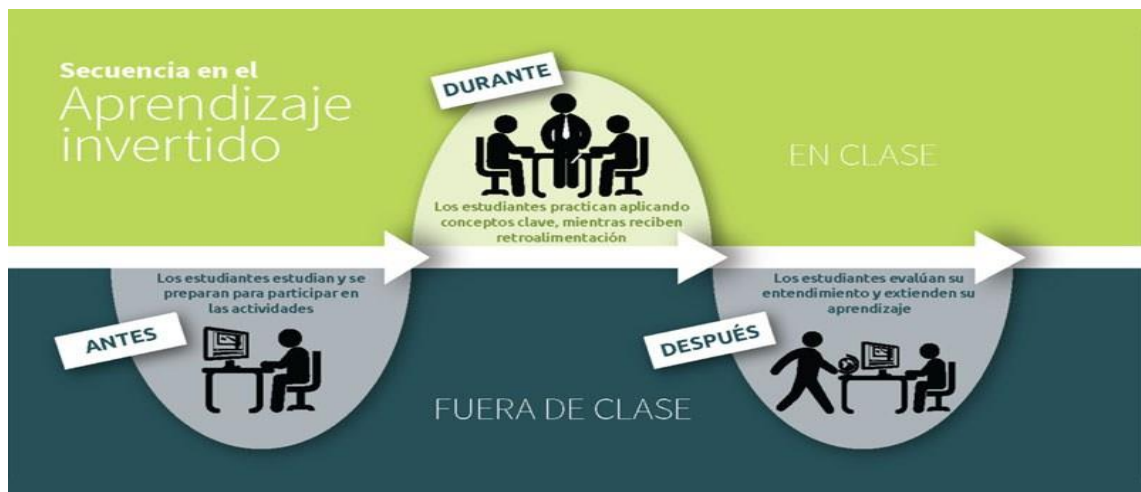 Secuencia en el
Aprendizaje
invertido
DURANTE
Los estudiantes practican aplicando
conceptos clave, mientras reciben
retroalimentación
EN CLASE
ANTES
Los estudiantes estudian y se
preparan para participar en
las actividades
DESPUÉS
Los estudiantes evalúan su
entendimiento y extienden su
aprendizaje
FUERA DE CLASE